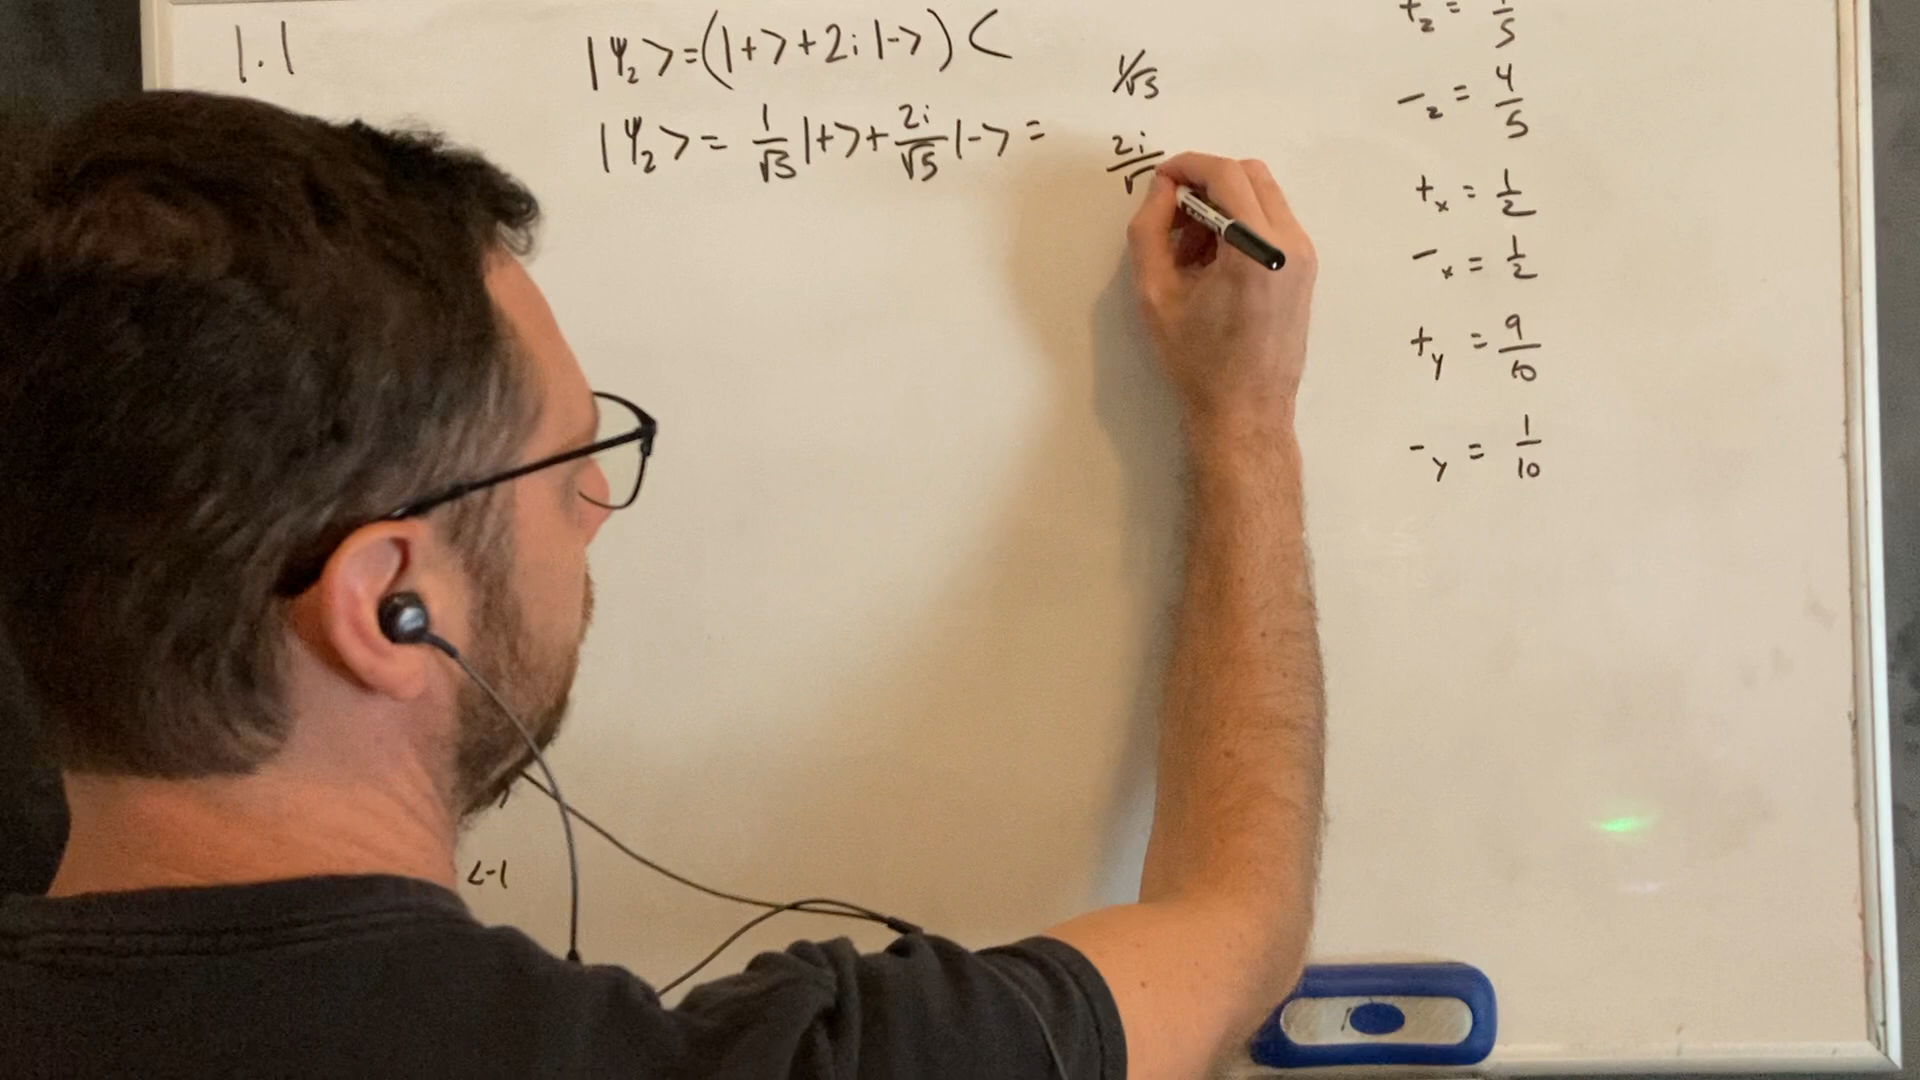 1.1
|ψ₂> = (|+> + 2i |->) C
|ψ₂> = 1/√5 |+> + 2i/√5 |-> =
1/√5
2i/√
<-1
+z = 1/5
-z = 4/5
+x = 1/2
-x = 1/2
+y = 9/10
-y = 1/10